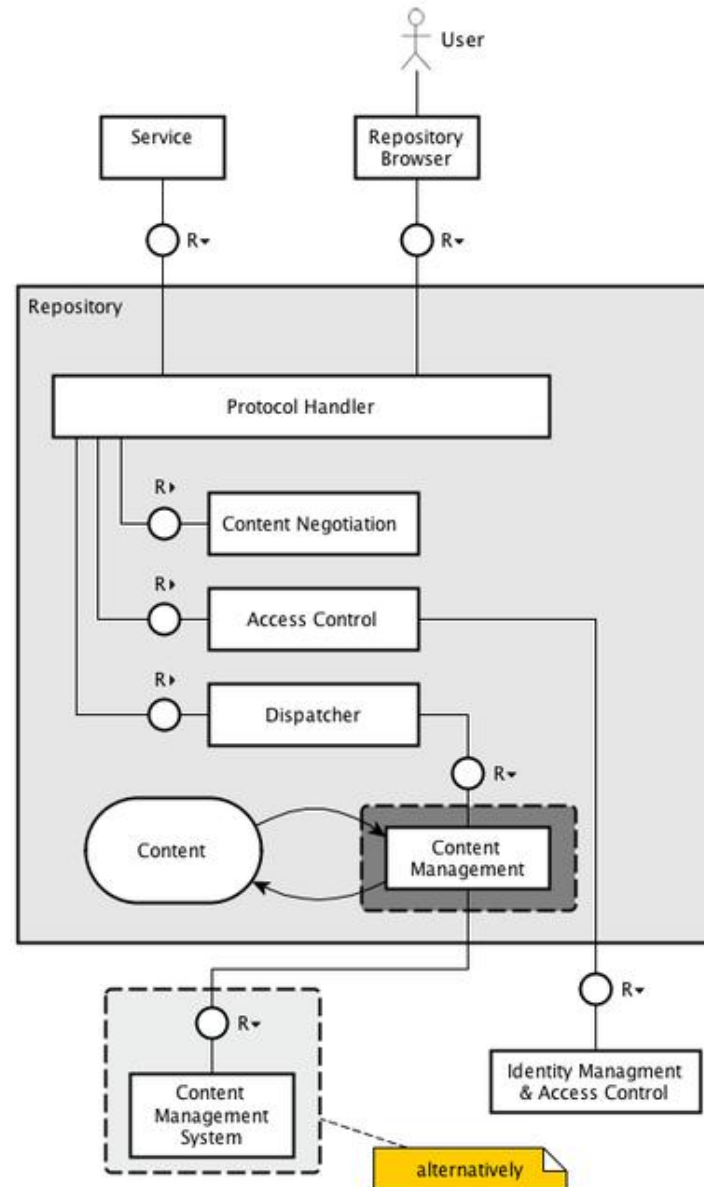 User
Service
Repository
Browser
R
R
Repository
Protocol Handler
R
Content Negotiation
R
Access Control
R
Dispatcher
R
Content
Content
Management
R
R
Content
Management
System
Identity Managment
& Access Control
alternatively